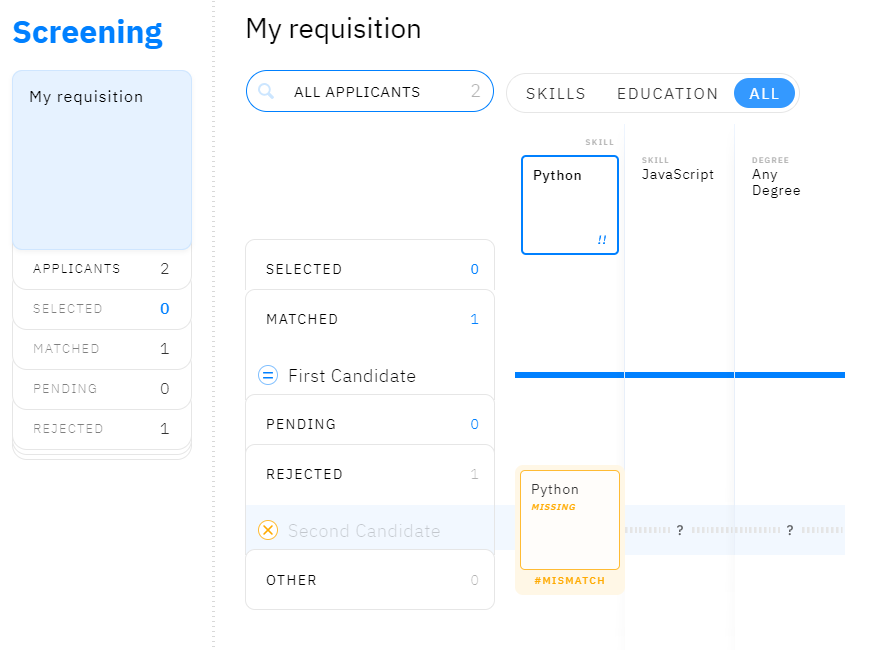 Screening
My requisition
APPLICANTS 2
SELECTED 0
MATCHED 1
PENDING 0
REJECTED 1
My requisition
ALL APPLICANTS 2
SKILLS EDUCATION ALL
SKILL
Python
!!
SKILL
JavaScript
DEGREE
Any
Degree
SELECTED 0
MATCHED 1
First Candidate
PENDING 0
REJECTED 1
Python
MISSING
Second Candidate
? ?
#MISMATCH
OTHER 0